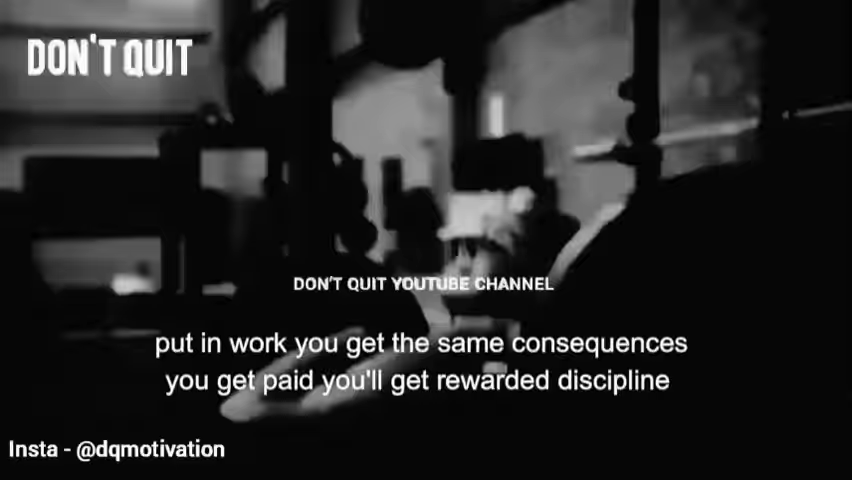 DON'T QUIT
DON'T QUIT YOUTUBE CHANNEL
put in work you get the same consequences
you get paid you'll get rewarded discipline
Insta - @dqmotivation